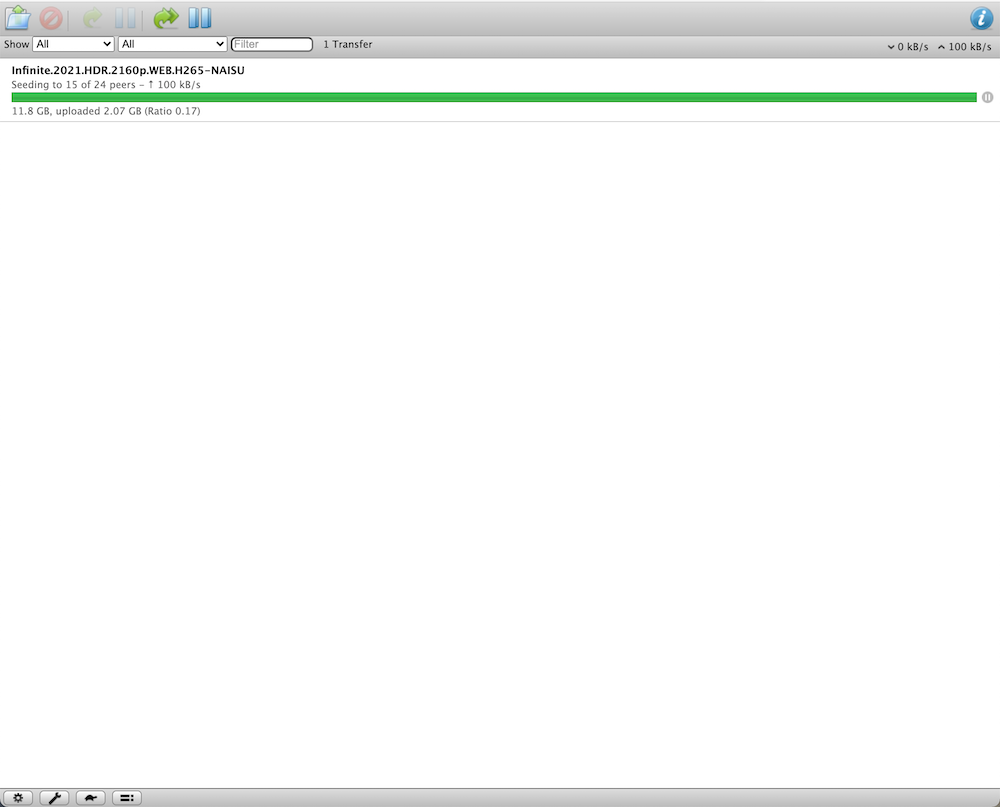 Show All All Filter 1 Transfer 0 kB/s 100 kB/s
Infinite.2021.HDR.2160p.WEB.H265-NAISU
Seeding to 15 of 24 peers - ↑ 100 kB/s
11.8 GB, uploaded 2.07 GB (Ratio 0.17)